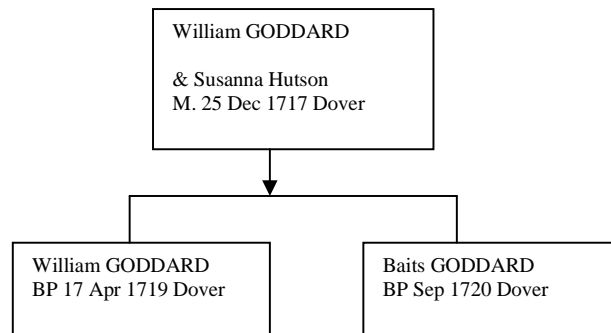 William GODDARD
& Susanna Hutson
M. 25 Dec 1717 Dover
William GODDARD
BP 17 Apr 1719 Dover
Baits GODDARD
BP Sep 1720 Dover